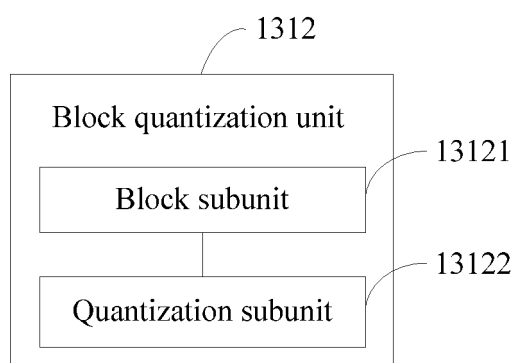 1312
Block quantization unit
13121
Block subunit
13122
Quantization subunit